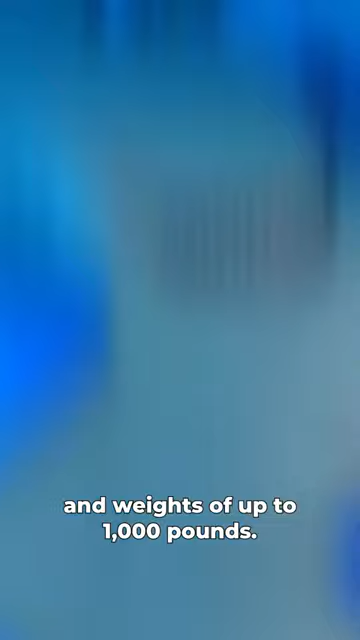 and weights of up to
1,000 pounds.